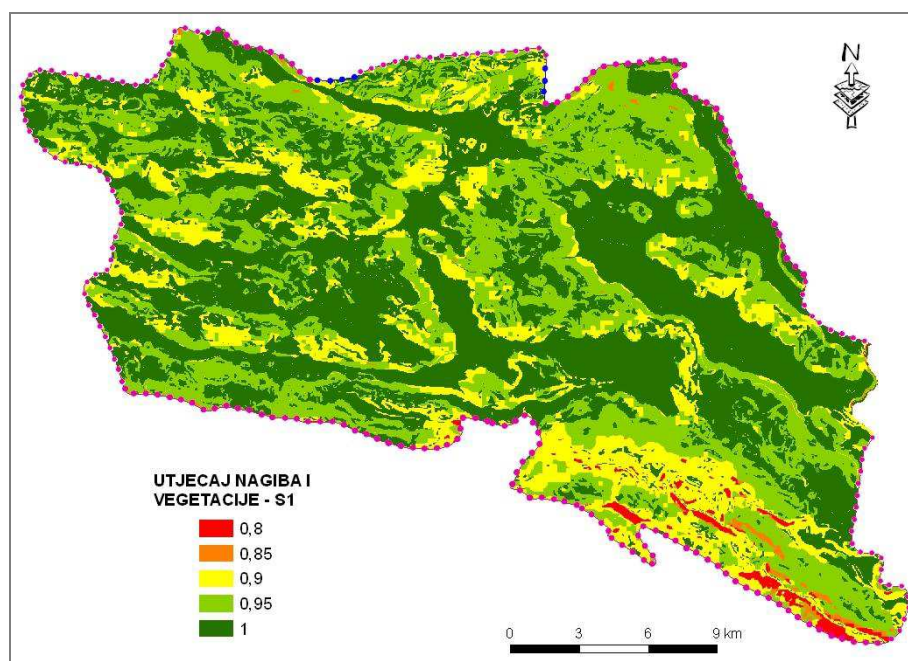 N
UTJECAJ NAGIBA I
VEGETACIJE - S1
0,8
0,85
0,9
0,95
1
0 3 6 9 km